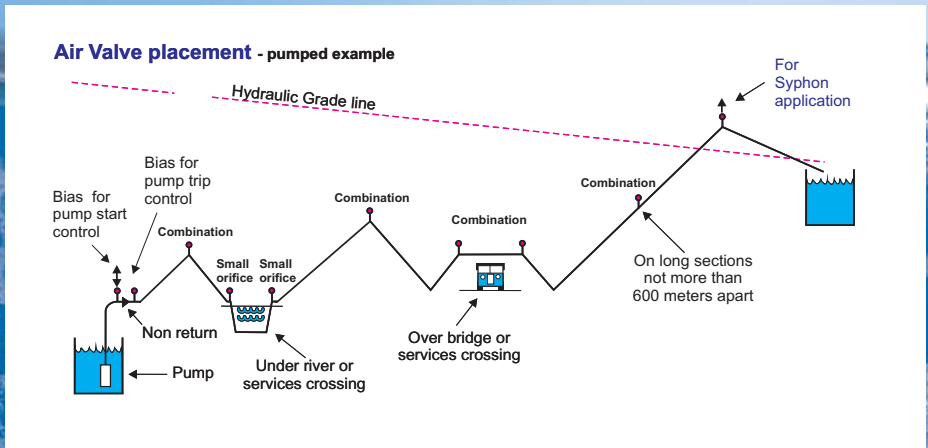 Air Valve placement - pumped example
Hydraulic Grade line
For
Syphon
application
Bias for
pump trip
control
Bias for
pump start
control
Combination
Small
orifice
Small
orifice
Combination
Combination
Combination
On long sections
not more than
600 meters apart
Non return
Pump
Under river or
services crossing
Over bridge or
services crossing